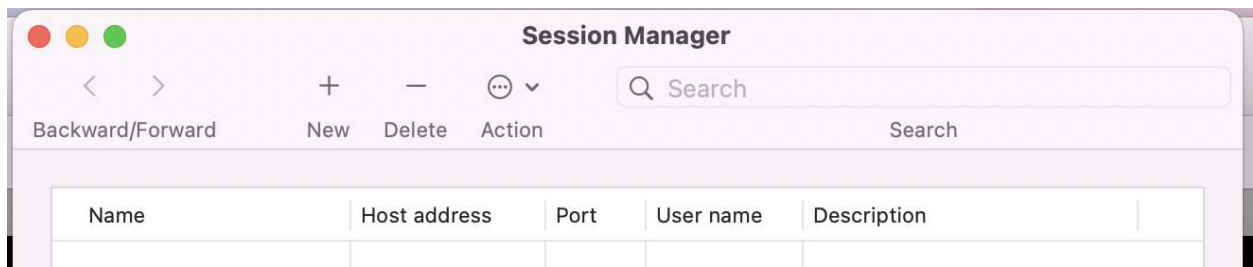 Session Manager
Search
Backward/Forward New Delete Action Search
Name Host address Port User name Description